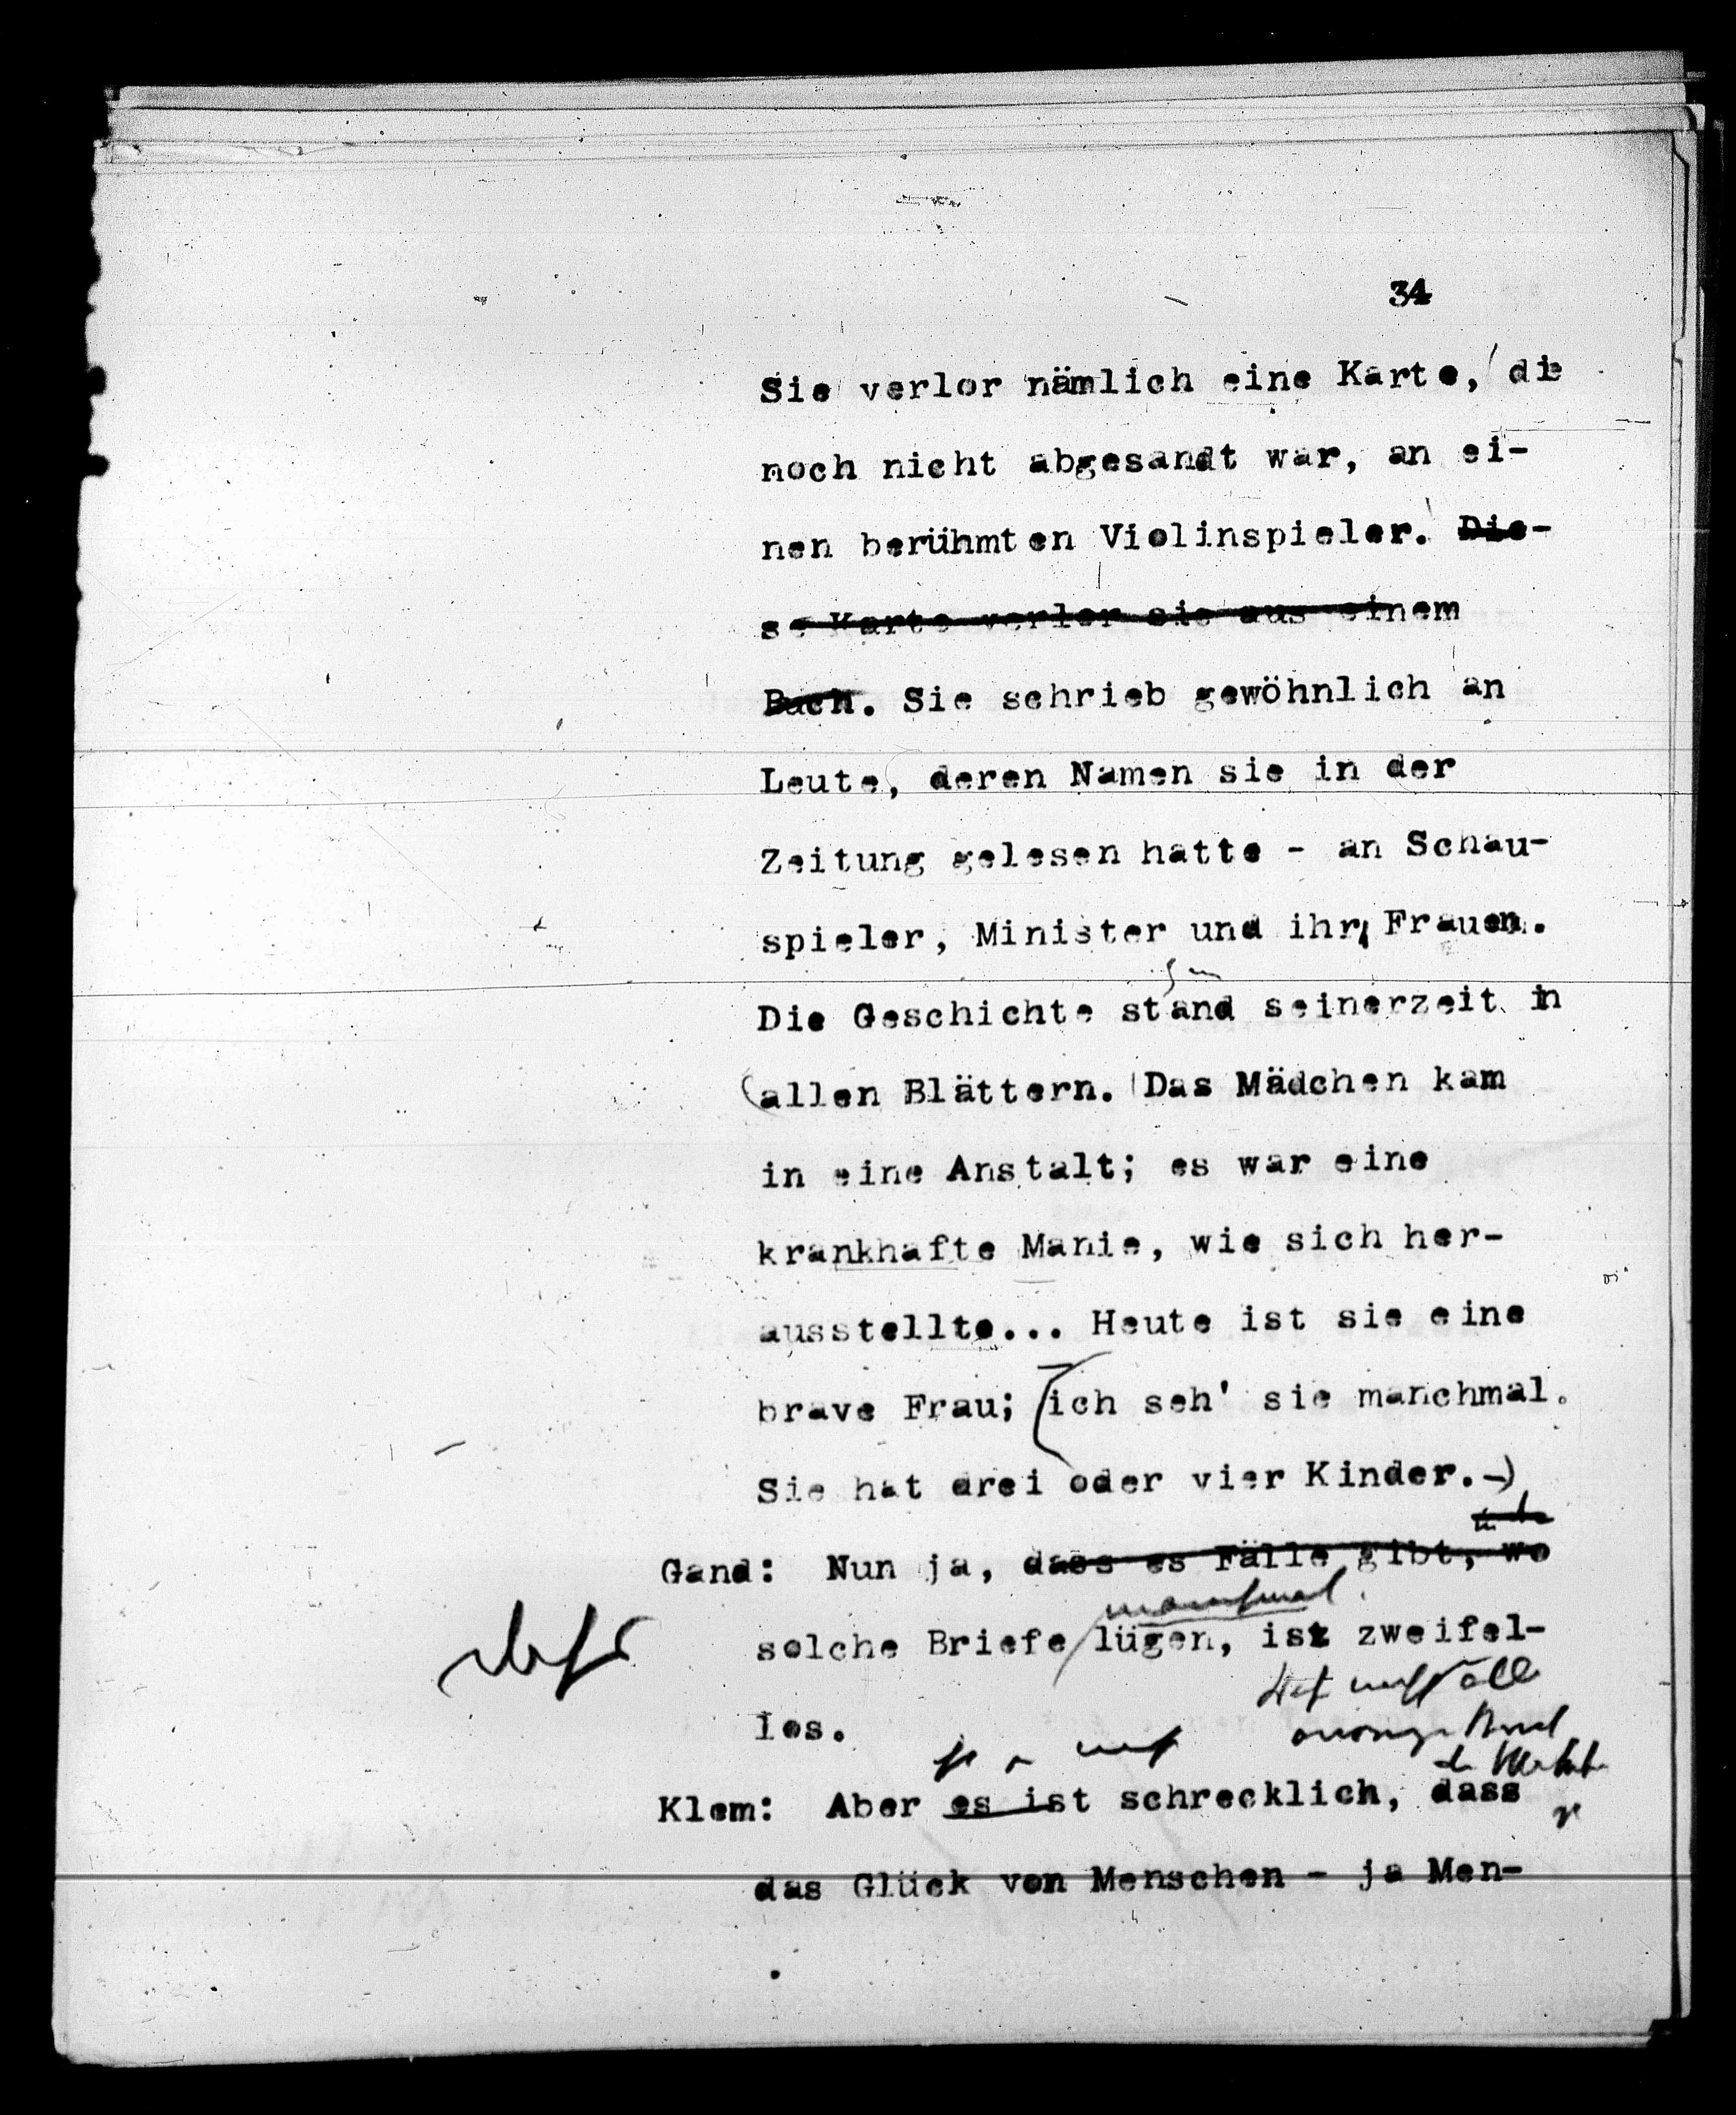 34
Sie verlor nämlich eine Karte, die
noch nicht abgesandt war, an ei-
nen berühmten Violinspieler. Die-
se Karte verlor sie aus einem
Buch. Sie schrieb gewöhnlich an
Leute, deren Namen sie in der
Zeitung gelesen hatte - an Schau-
spieler, Minister und ihr Frauen.
Die Geschichte stand seinerzeit in
(allen Blättern. Das Mädchen kam
in eine Anstalt; es war eine
krankhafte Manie, wie sich her-
ausstellte... Heute ist sie eine
brave Frau; (ich seh' sie manchmal.
Sie hat drei oder vier Kinder.-)
Gand: Nun ja, dass es Fälle gibt, wo
manchmal
solche Briefe lügen, ist zweifel-
los.
Klem: Aber es ist schrecklich, dass
das Glück von Menschen - ja Men-